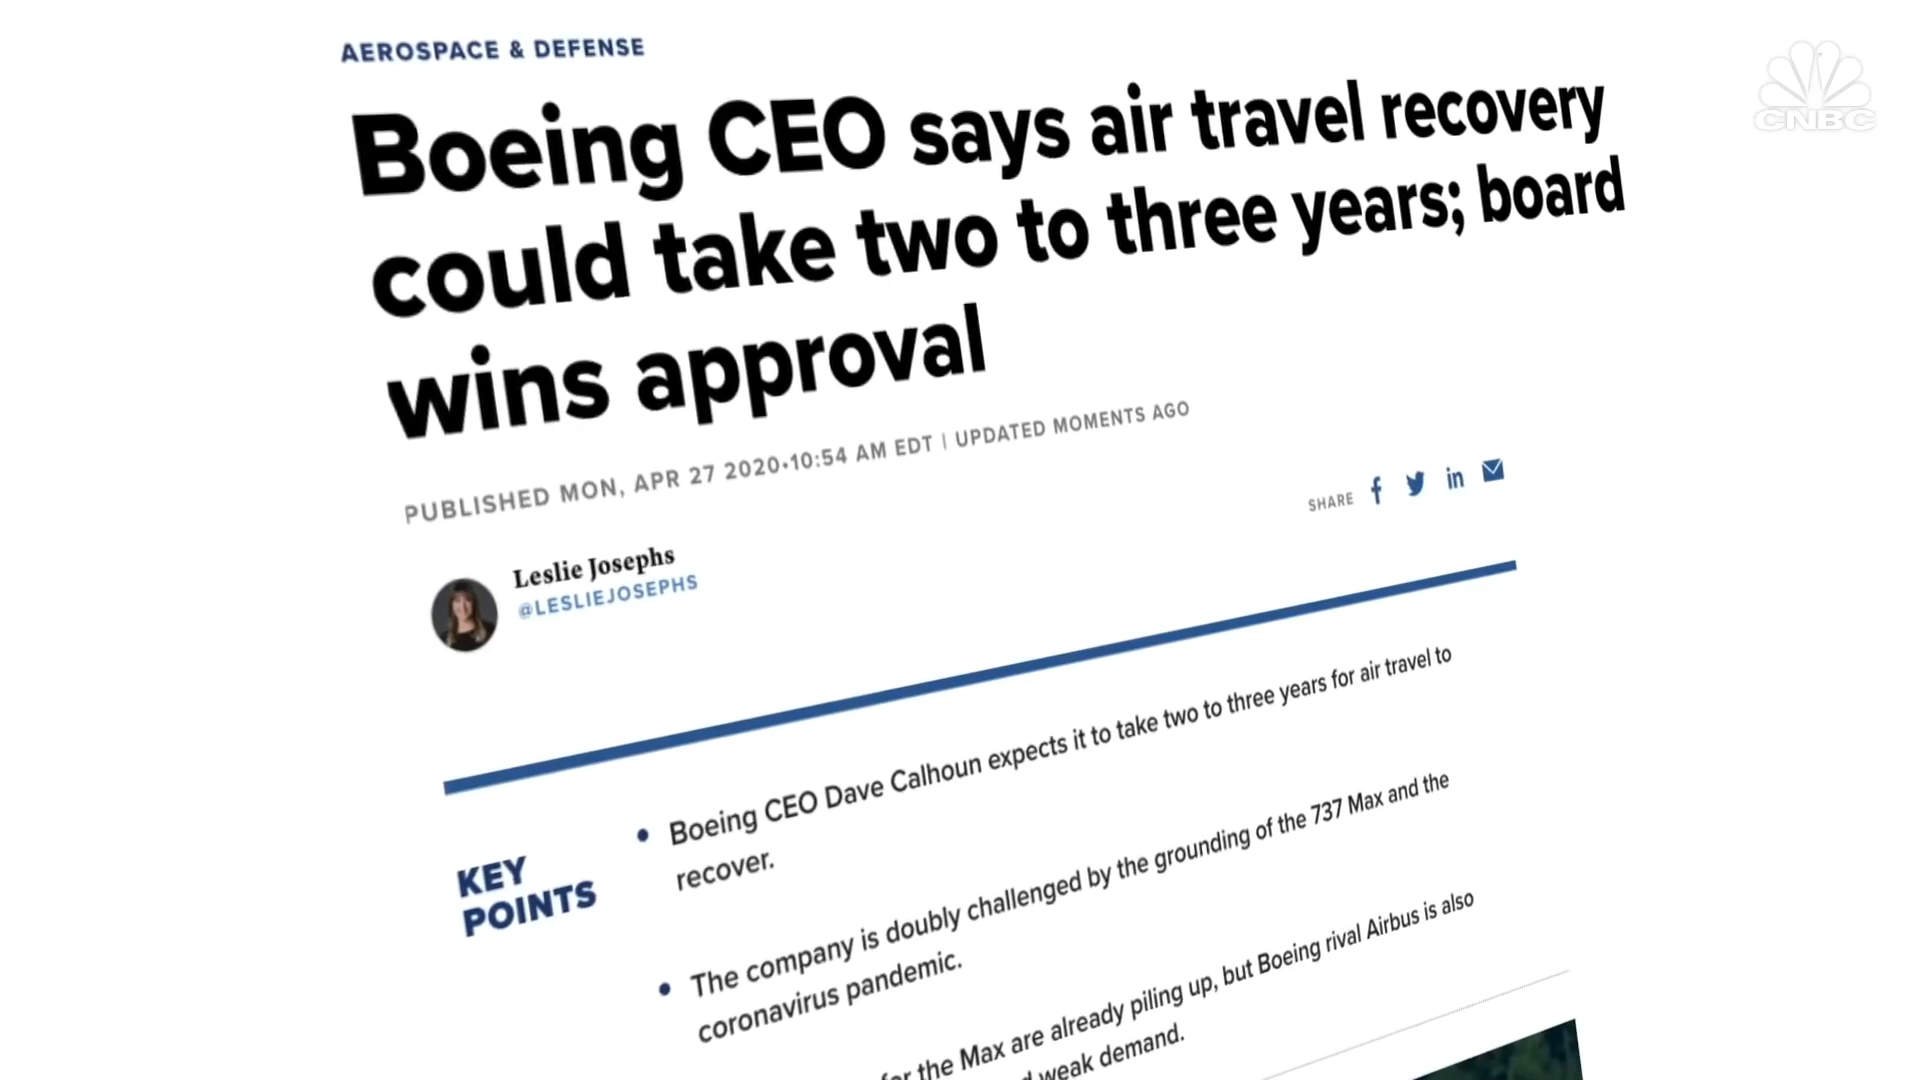 AEROSPACE & DEFENSE
CNBC
Boeing CEO says air travel recovery
could take two to three years; board
wins approval
PUBLISHED MON, APR 27 2020•10:54 AM EDT | UPDATED MOMENTS AGO
SHARE
Leslie Josephs
@LESLIEJOSEPHS
KEY
POINTS
• Boeing CEO Dave Calhoun expects it to take two to three years for air travel to
recover.
• The company is doubly challenged by the grounding of the 737 Max and the
coronavirus pandemic.
the Max are already piling up, but Boeing rival Airbus is also
weak demand.